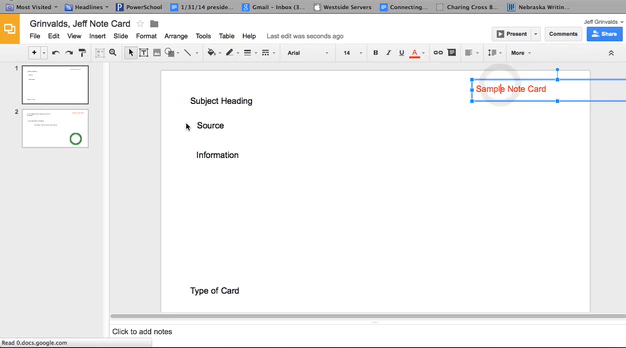 Most Visited
Headlines
PowerSchool
1/31/14 preside...
Gmail - Inbox (3...
Westside Servers
Connecting...
Charing Cross B...
Nebraska Writin...
Grinvalds, Jeff Note Card
Jeff Grinvalds
File Edit View Insert Slide Format Arrange Tools Table Help Last edit was seconds ago
Present
Comments
Share
Arial 14 B I U A More
1
2
Sample Note Card
Subject Heading
Source
Information
Type of Card
Click to add notes
Read 0.docs.google.com